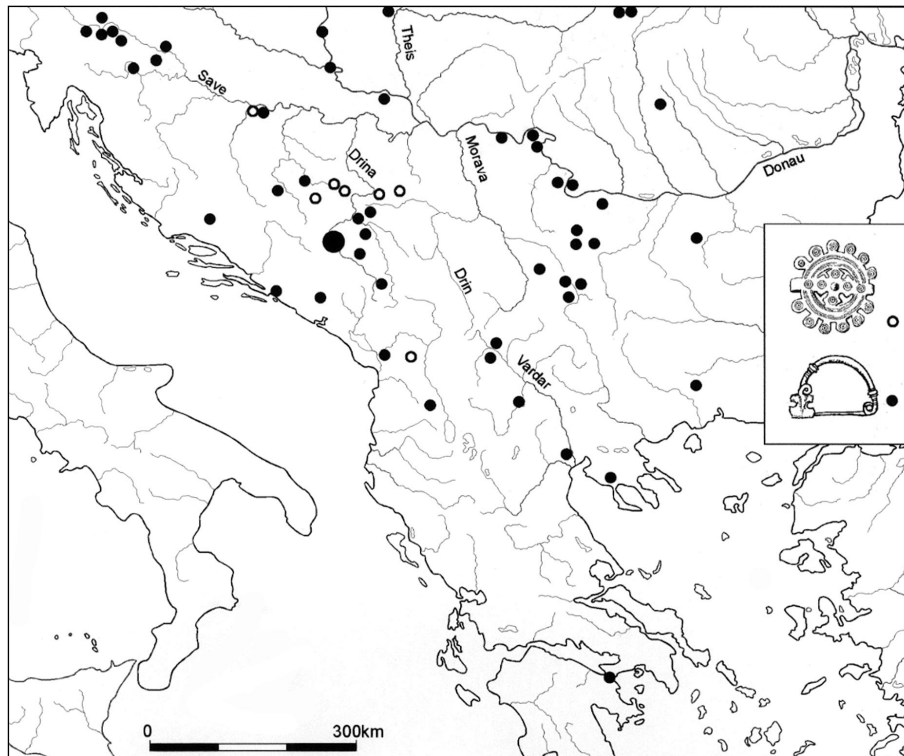 Theis
Save
Drina
Morava
Donau
Drin
Vardar
0 300km